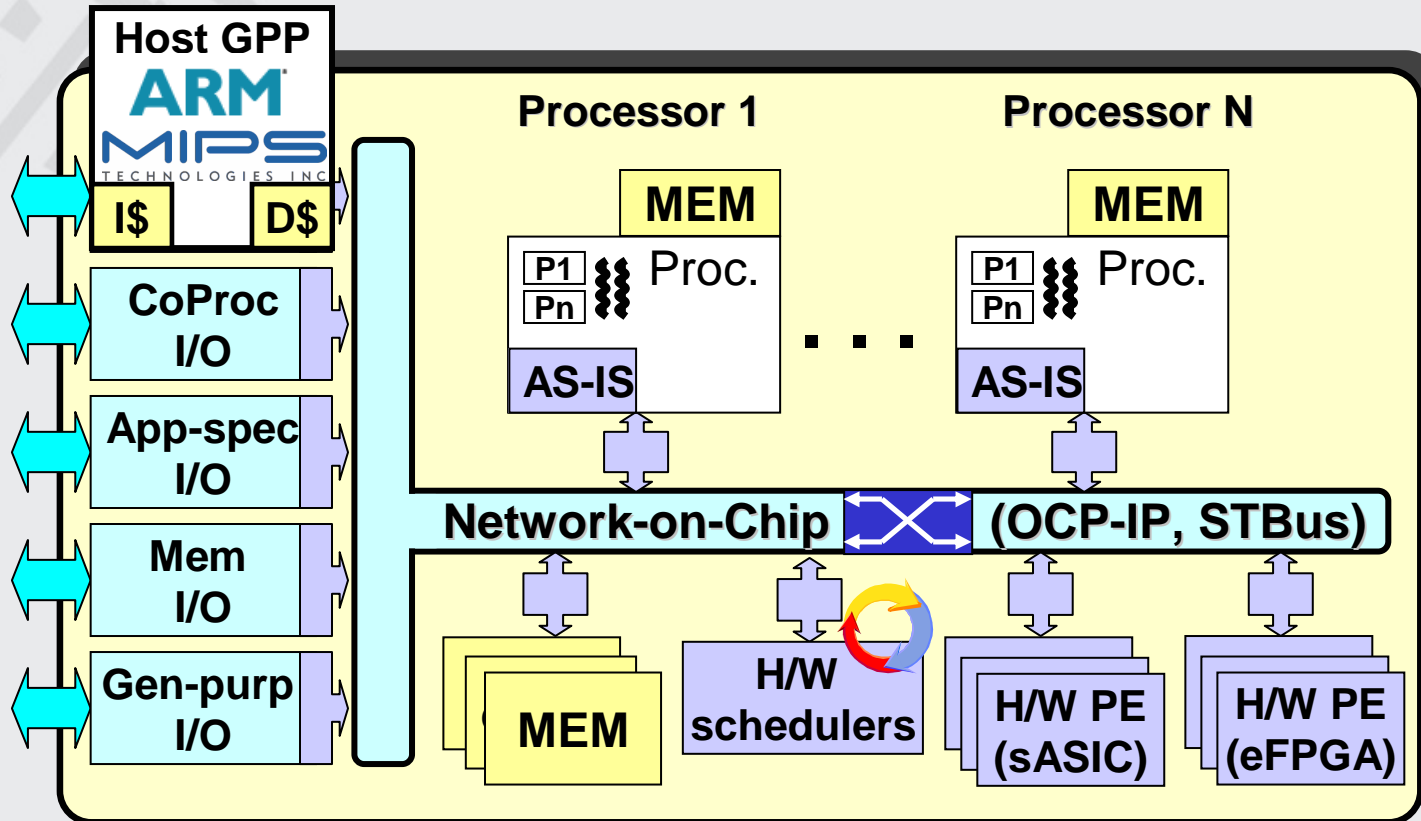 Host GPP
ARM
MIPS
TECHNOLOGIES INC
I$ D$
CoProc
I/O
App-spec
I/O
Mem
I/O
Gen-purp
I/O
Processor 1
MEM
P1
Pn
Proc.
AS-IS
. . .
Processor N
MEM
P1
Pn
Proc.
AS-IS
Network-on-Chip (OCP-IP, STBus)
MEM
H/W
schedulers
H/W PE
(sASIC)
H/W PE
(eFPGA)